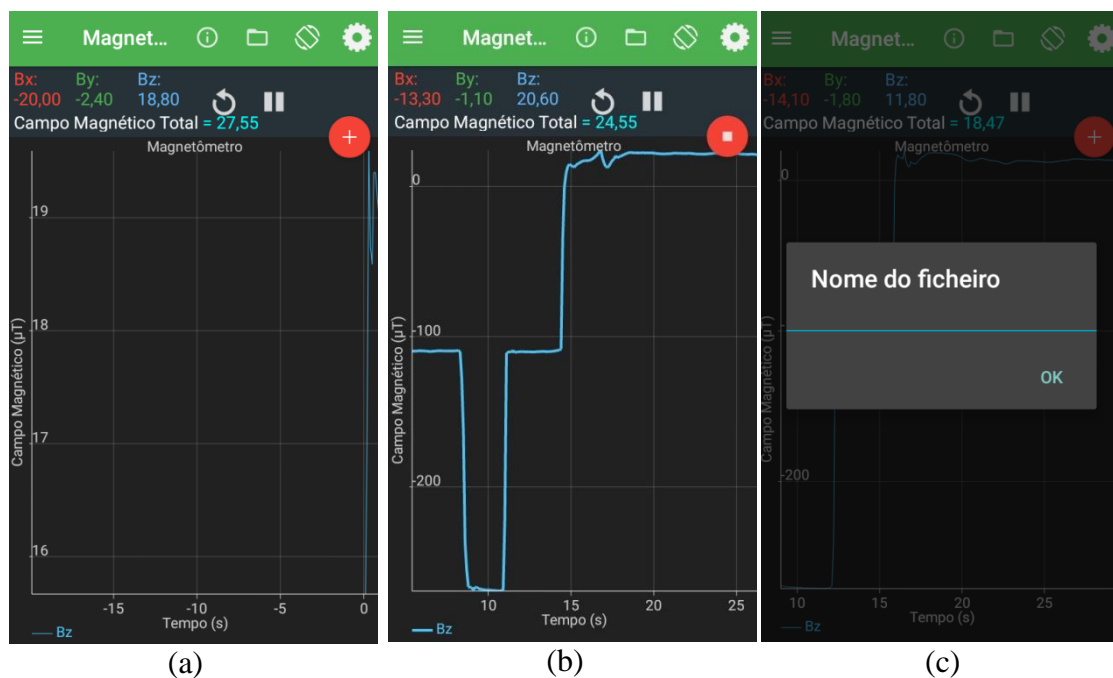 Magnet...
Bx: By: Bz:
-20,00 -2,40 18,80
Campo Magnético Total = 27,55
Magnetômetro
19
18
17
16
Campo Magnético (µT)
-15 -10 -5 0
Tempo (s)
Bz
(a)
Magnet...
Bx: By: Bz:
-13,30 -1,10 20,60
Campo Magnético Total = 24,55
Magnetômetro
0
-100
-200
Campo Magnético (µT)
10 15 20 25
Tempo (s)
Bz
(b)
Magnet...
Bx: By: Bz:
-14,10 -1,80 11,80
Campo Magnético Total = 18,47
Magnetômetro
0
Nome do ficheiro
OK
-200
Campo Magnético (µT)
10 15 20 25
Tempo (s)
Bz
(c)